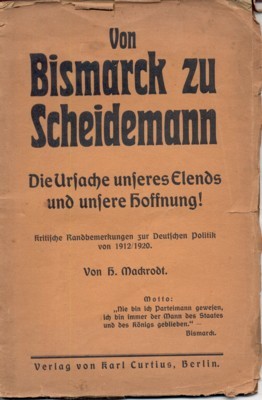 Von
Bismarck zu
Scheidemann
Die Ursache unseres Elends
und unsere Hoffnung!
Kritische Randbemerkungen zur Deutschen Politik
von 1912/1920.
Von H. Mackrodt.
Motto:
„Nie bin ich Parteimann gewesen,
ich bin immer der Mann des Staates
und des Königs geblieben.“ —
Bismarck.
Verlag von Karl Curtius, Berlin.